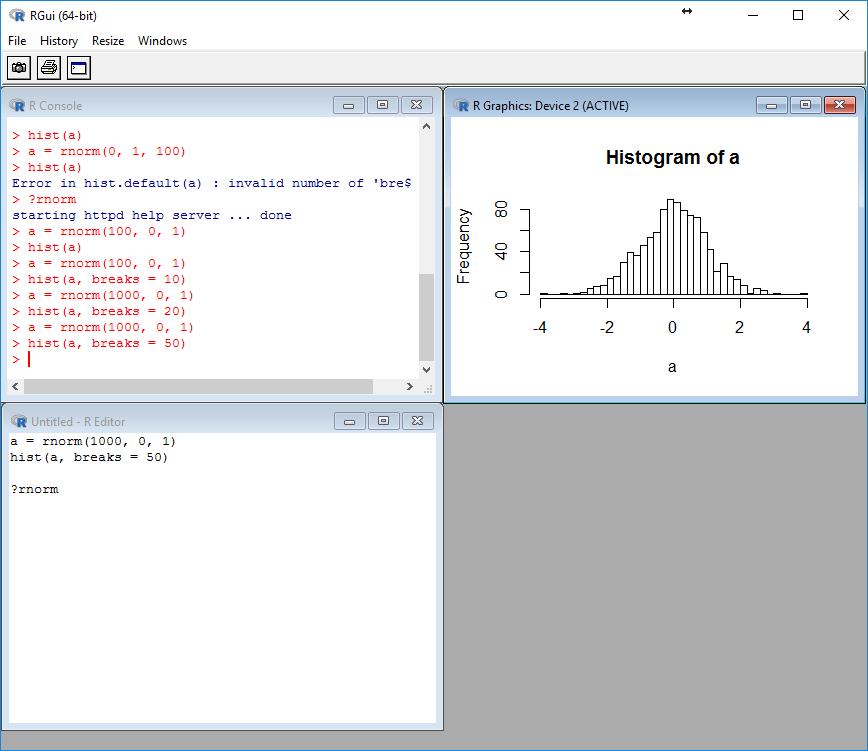 RGui (64-bit)
File History Resize Windows
R Console
> hist(a)
> a = rnorm(0, 1, 100)
> hist(a)
Error in hist.default(a) : invalid number of 'bre$
> ?rnorm
starting httpd help server ... done
> a = rnorm(100, 0, 1)
> hist(a)
> a = rnorm(100, 0, 1)
> hist(a, breaks = 10)
> a = rnorm(1000, 0, 1)
> hist(a, breaks = 20)
> a = rnorm(1000, 0, 1)
> hist(a, breaks = 50)
>
R Graphics: Device 2 (ACTIVE)
Histogram of a
Frequency
80
40
0
-4 -2 0 2 4
a
Untitled - R Editor
a = rnorm(1000, 0, 1)
hist(a, breaks = 50)
?rnorm